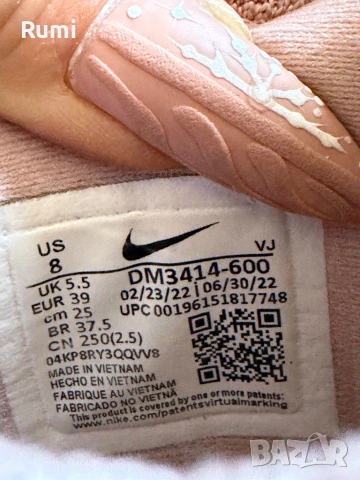 Rumi
US
8
VJ
UK 5.5
EUR 39
cm 25
BR 37.5
CN 250(2.5)
04KP8RY3QQVV8
DM3414-600
02/23/22 | 06/30/22
UPC 00196151817748
MADE IN VIETNAM
HECHO EN VIETNAM
FABRIQUE AU VIETNAM
FABRICADO NO VIETNÃ
This product is covered by one or more patents:
www.nike.com/patentsvirtualmarking
BAZAR